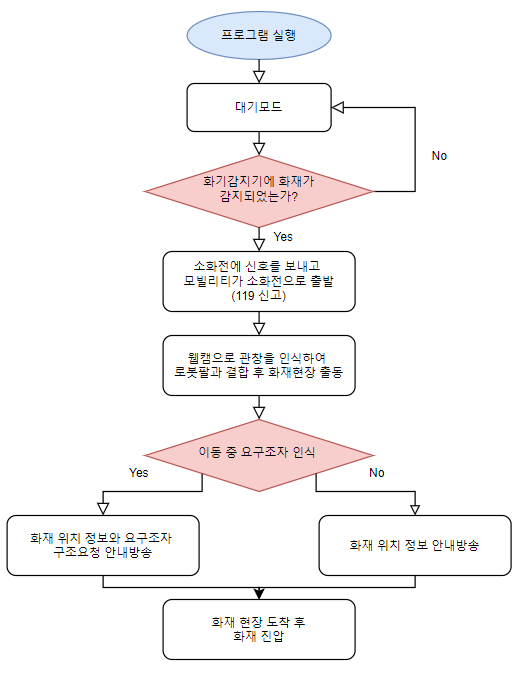 프로그램 실행
대기모드
No
화기감지기에 화재가
감지되었는가?
Yes
소화전에 신호를 보내고
모빌리티가 소화전으로 출발
(119 신고)
웹캠으로 관창을 인식하여
로봇팔과 결합 후 화재현장 출동
이동 중 요구조자 인식
Yes
No
화재 위치 정보와 요구조자
구조요청 안내방송
화재 위치 정보 안내방송
화재 현장 도착 후
화재 진압